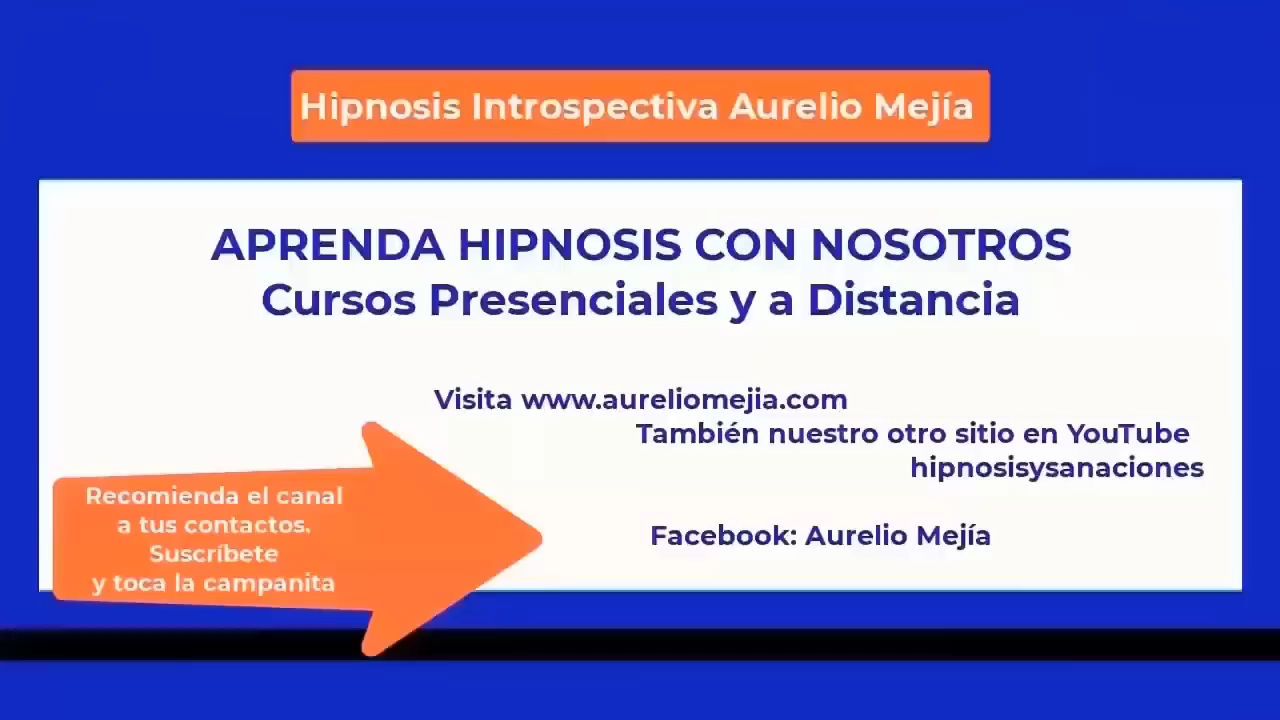 Hipnosis Introspectiva Aurelio Mejía
APRENDA HIPNOSIS CON NOSOTROS
Cursos Presenciales y a Distancia
Visita www.aureliomejia.com
También nuestro otro sitio en YouTube
hipnosisysanaciones
Facebook: Aurelio Mejía
Recomienda el canal
a tus contactos.
Suscríbete
y toca la campanita